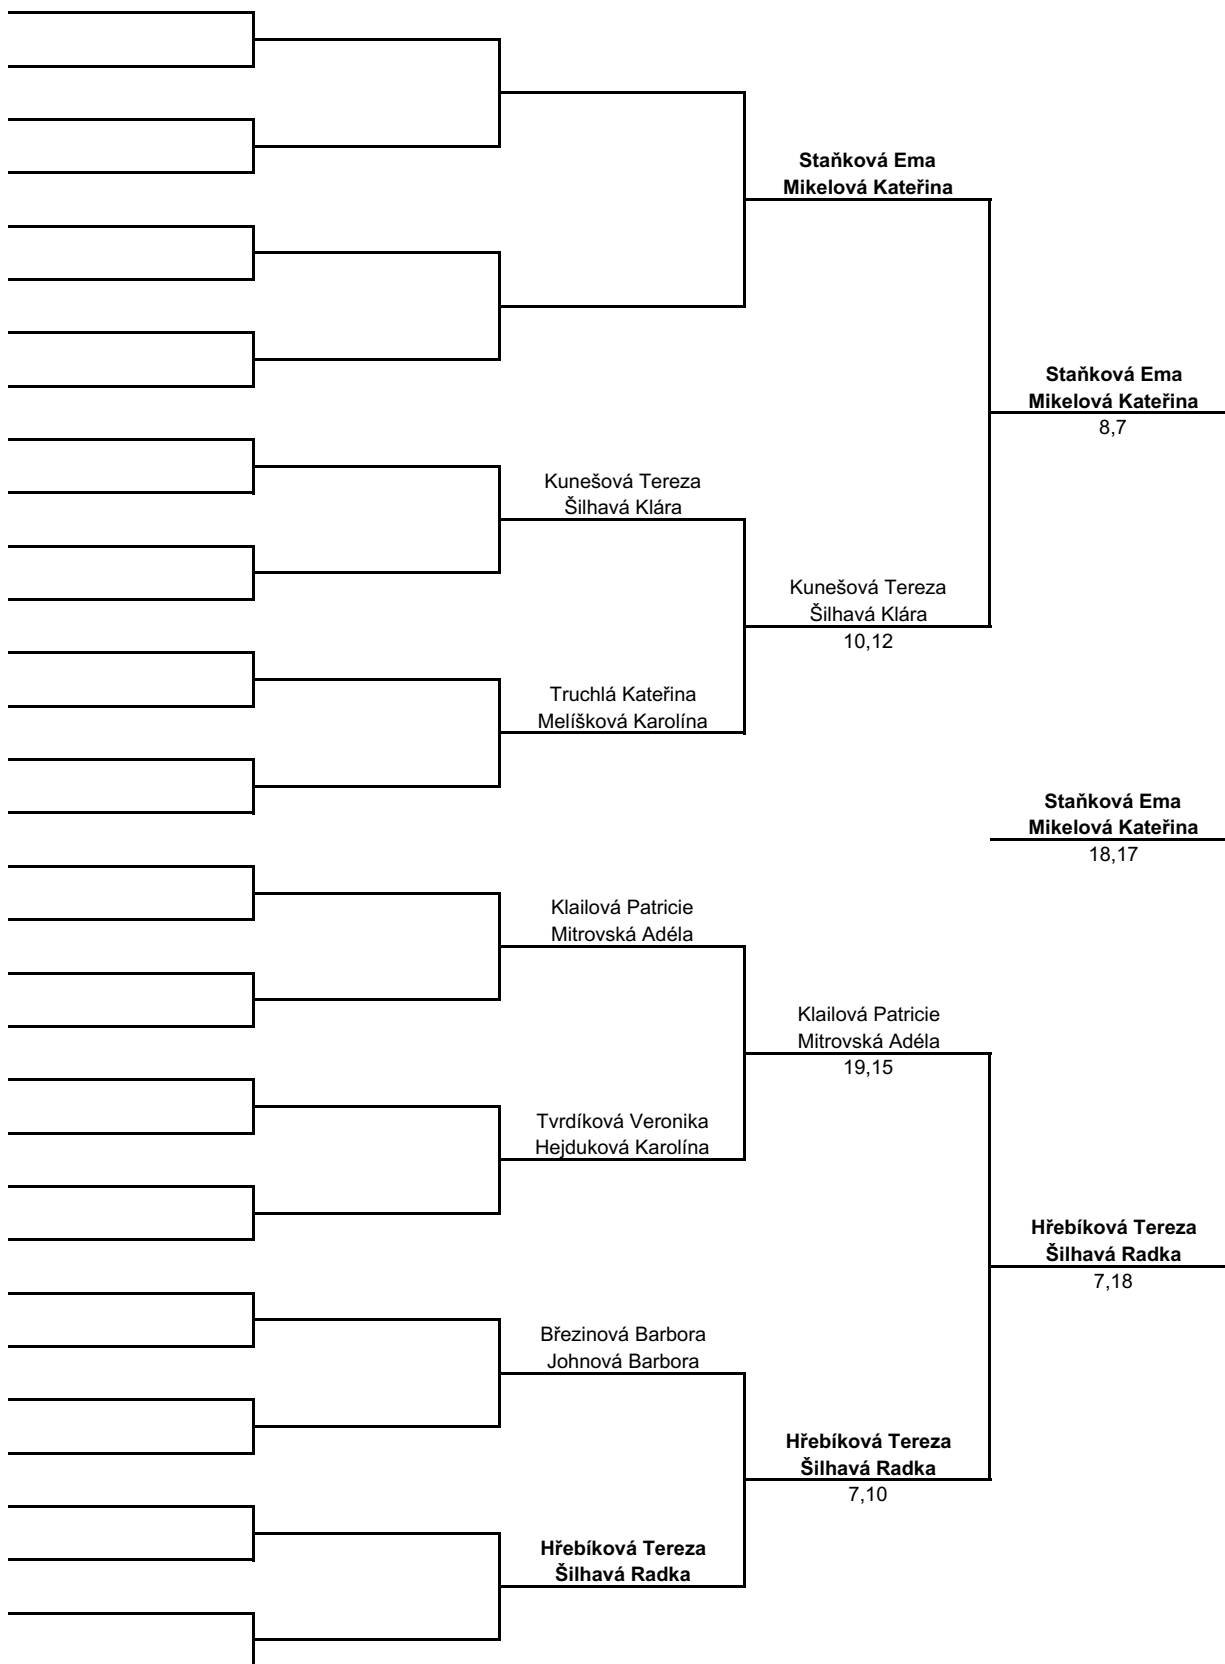 Staňková Ema
Mikelová Kateřina
Staňková Ema
Mikelová Kateřina
8,7
Kunešová Tereza
Šilhavá Klára
Kunešová Tereza
Šilhavá Klára
10,12
Truchlá Kateřina
Melíšková Karolína
Staňková Ema
Mikelová Kateřina
18,17
Klailová Patricie
Mitrovská Adéla
Klailová Patricie
Mitrovská Adéla
19,15
Tvrdíková Veronika
Hejduková Karolína
Hřebíková Tereza
Šilhavá Radka
7,18
Březinová Barbora
Johnová Barbora
Hřebíková Tereza
Šilhavá Radka
7,10
Hřebíková Tereza
Šilhavá Radka